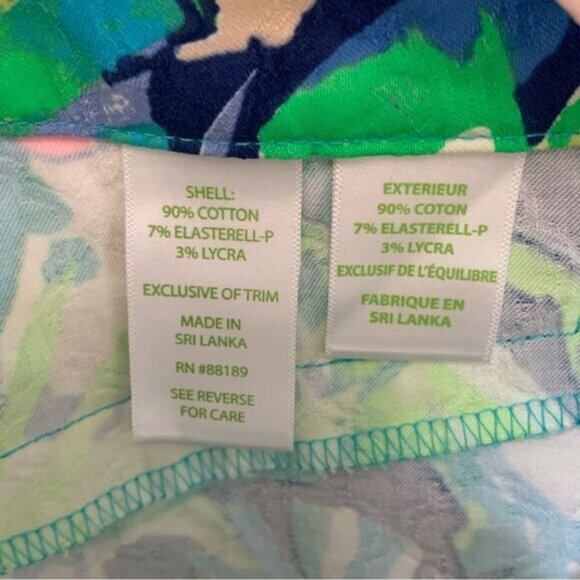 SHELL:
90% COTTON
7% ELASTERELL-P
3% LYCRA
EXCLUSIVE OF TRIM
MADE IN
SRI LANKA
RN #88189
SEE REVERSE
FOR CARE
EXTERIEUR
90% COTON
7% ELASTERELL-P
3% LYCRA
EXCLUSIF DE L'ÉQUILIBRE
FABRIQUE EN
SRI LANKA